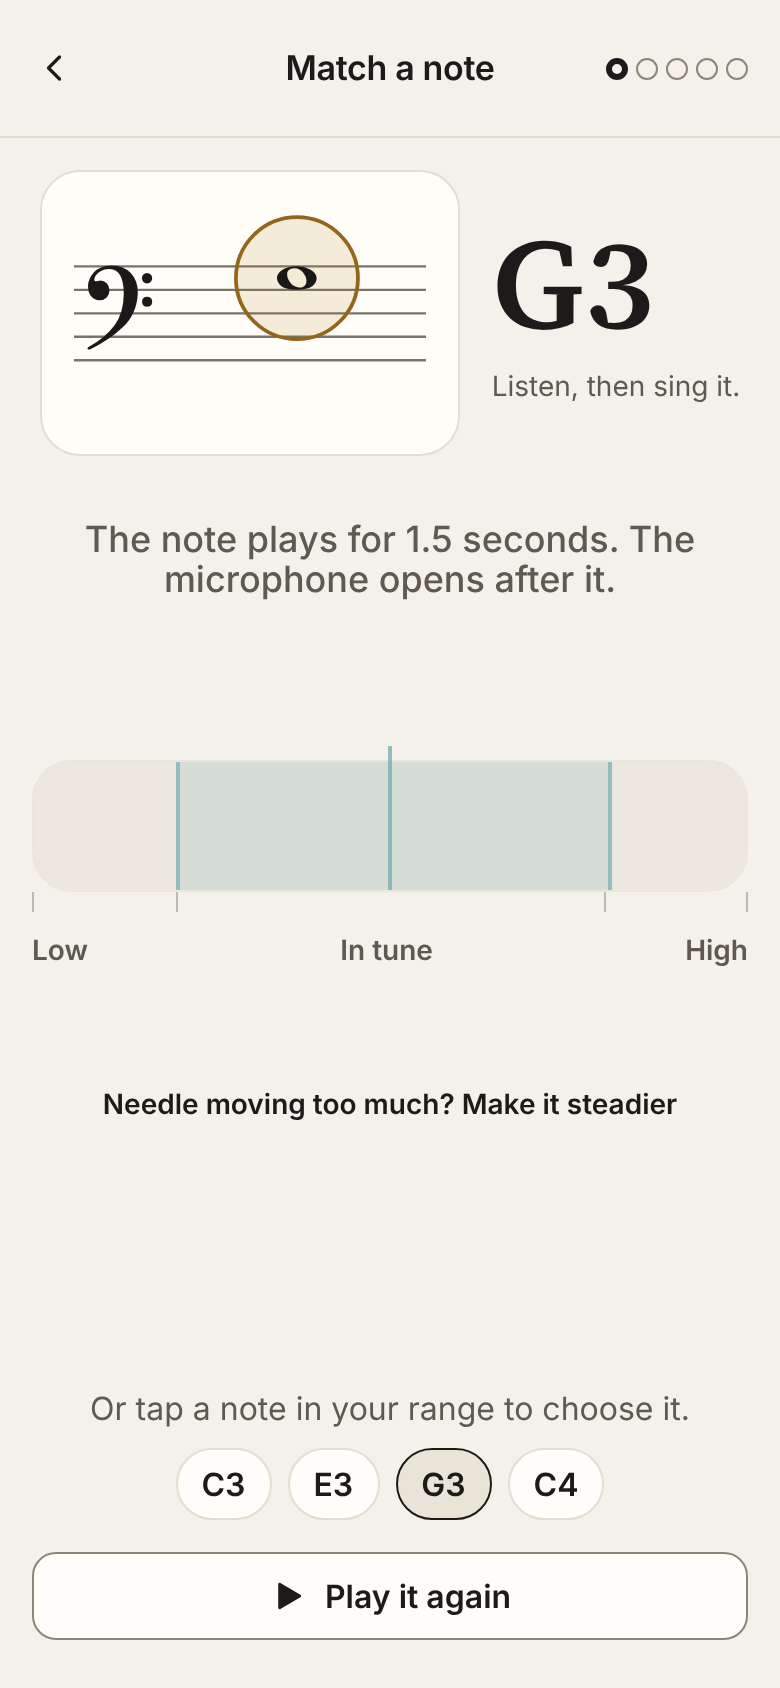 Match a note
G3
Listen, then sing it.
The note plays for 1.5 seconds. The
microphone opens after it.
Low In tune High
Needle moving too much? Make it steadier
Or tap a note in your range to choose it.
C3 E3 G3 C4
Play it again